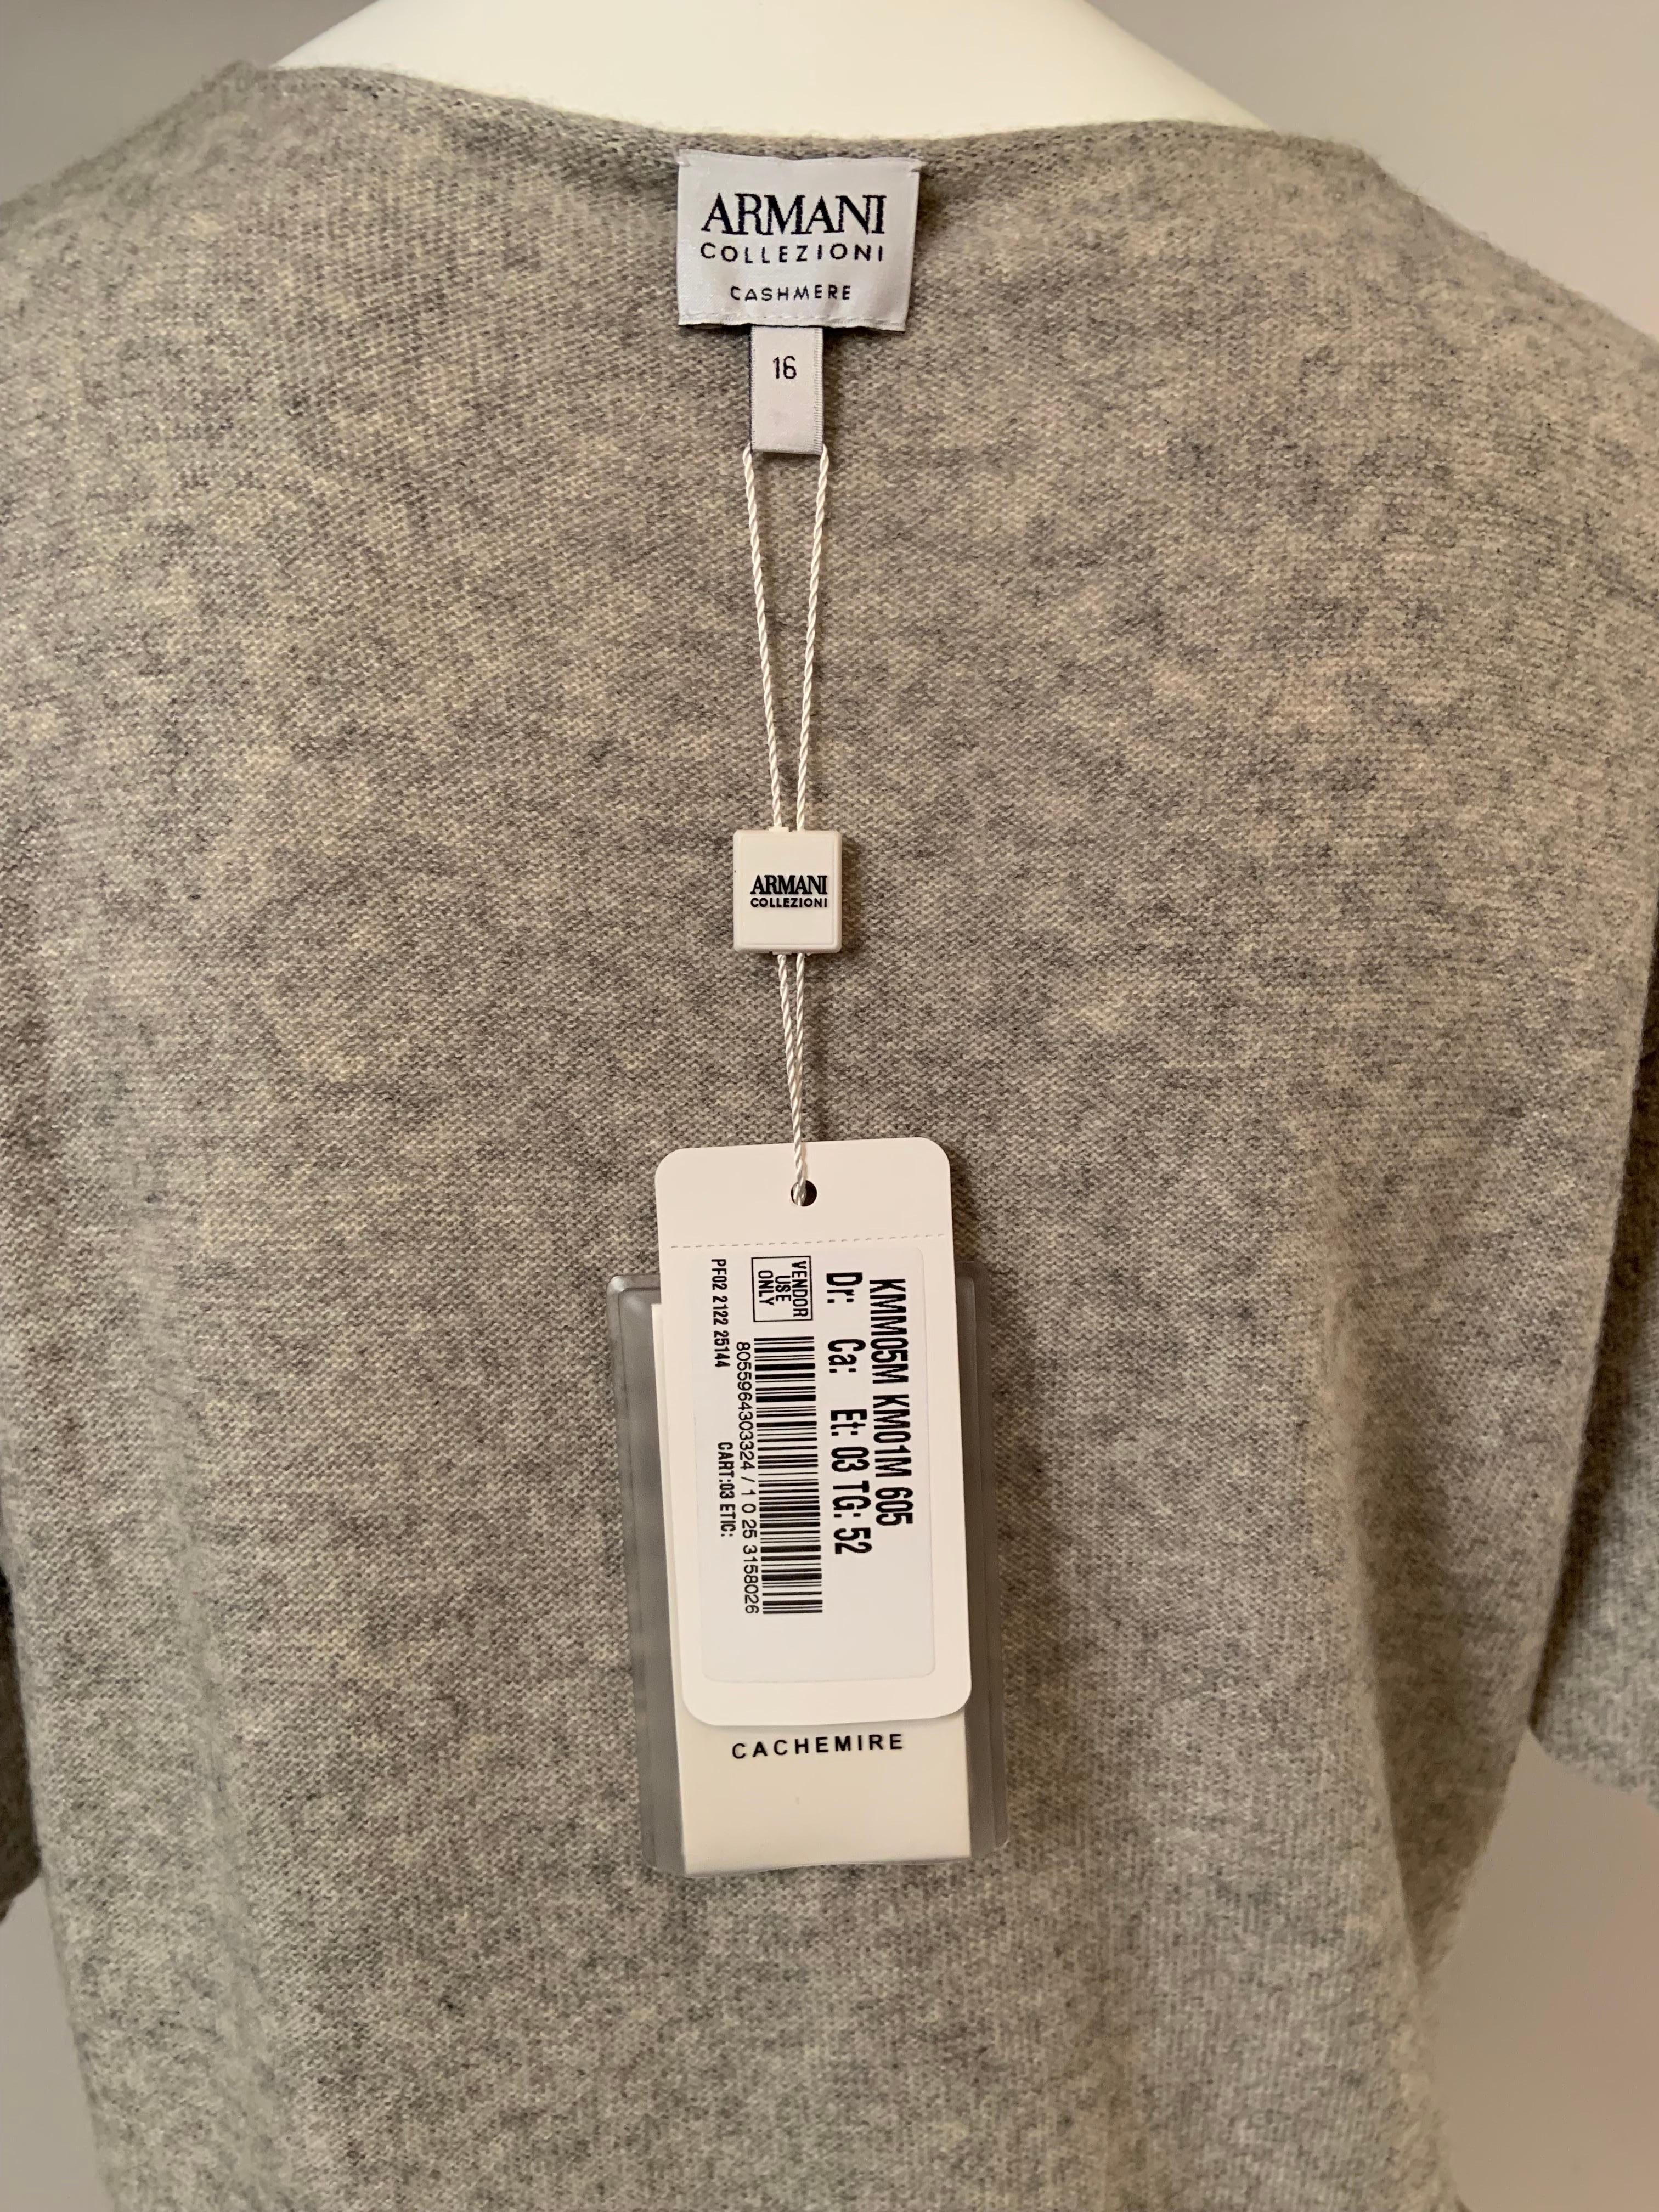 ARMANI
COLLEZIONI
CASHMERE
16
ARMANI
COLLEZIONI
KMM05M KM01M 605
Dr: Ca: Et: 03 TG: 52
VENDOR
USE
ONLY
8055964303324 / 1 0 25 3158026
PF02 2122 25144 CART:03 ETIC:
CACHEMIRE